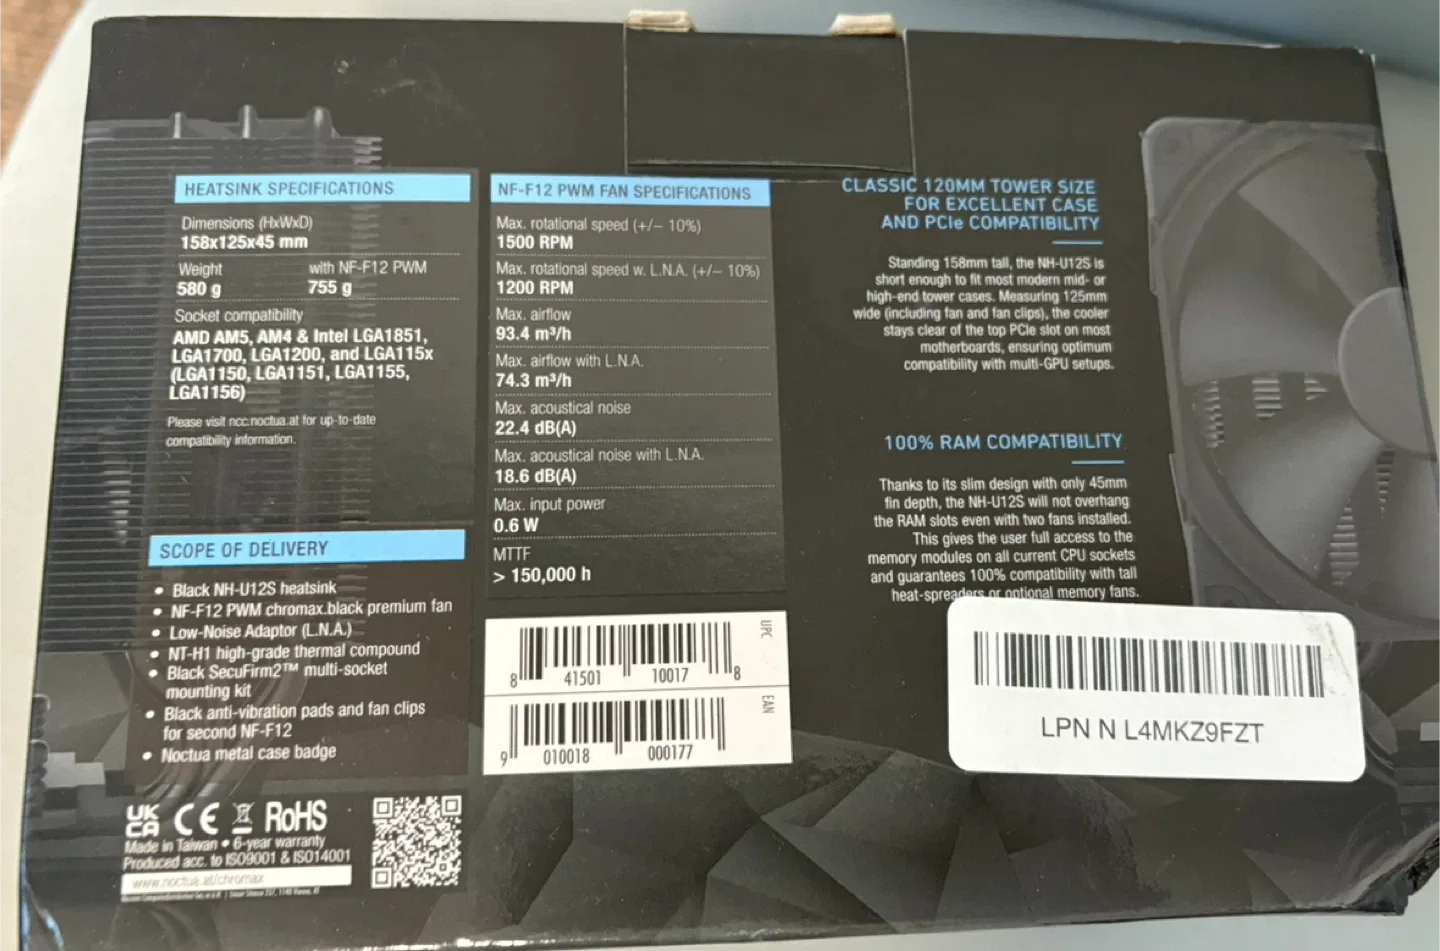 HEATSINK SPECIFICATIONS
Dimensions (HxWxD)
158x125x45 mm
Weight with NF-F12 PWM
580 g 755 g
Socket compatibility
AMD AM5, AM4 & Intel LGA1851,
LGA1700, LGA1200, and LGA115x
(LGA1150, LGA1151, LGA1155,
LGA1156)
Please visit ncc.noctua.at for up-to-date
compatibility information.
SCOPE OF DELIVERY
• Black NH-U12S heatsink
• NF-F12 PWM chromax.black premium fan
• Low-Noise Adaptor (L.N.A.)
• NT-H1 high-grade thermal compound
• Black SecuFirm2™ multi-socket
mounting kit
• Black anti-vibration pads and fan clips
for second NF-F12
• Noctua metal case badge
UK
CA CE RoHS
Made in Taiwan • 6-year warranty
Produced acc. to ISO9001 & ISO14001
www.noctua.at/chromax
NF-F12 PWM FAN SPECIFICATIONS
Max. rotational speed (+/− 10%)
1500 RPM
Max. rotational speed w. L.N.A. (+/− 10%)
1200 RPM
Max. airflow
93.4 m³/h
Max. airflow with L.N.A.
74.3 m³/h
Max. acoustical noise
22.4 dB(A)
Max. acoustical noise with L.N.A.
18.6 dB(A)
Max. input power
0.6 W
MTTF
> 150,000 h
UPC
8 41501 10017 8
EAN
9 010018 000177
CLASSIC 120MM TOWER SIZE
FOR EXCELLENT CASE
AND PCIe COMPATIBILITY
Standing 158mm tall, the NH-U12S is
short enough to fit most modern mid- or
high-end tower cases. Measuring 125mm
wide (including fan and fan clips), the cooler
stays clear of the top PCIe slot on most
motherboards, ensuring optimum
compatibility with multi-GPU setups.
100% RAM COMPATIBILITY
Thanks to its slim design with only 45mm
fin depth, the NH-U12S will not overhang
the RAM slots even with two fans installed.
This gives the user full access to the
memory modules on all current CPU sockets
and guarantees 100% compatibility with tall
heat-spreaders or optional memory fans.
LPN N L4MKZ9FZT